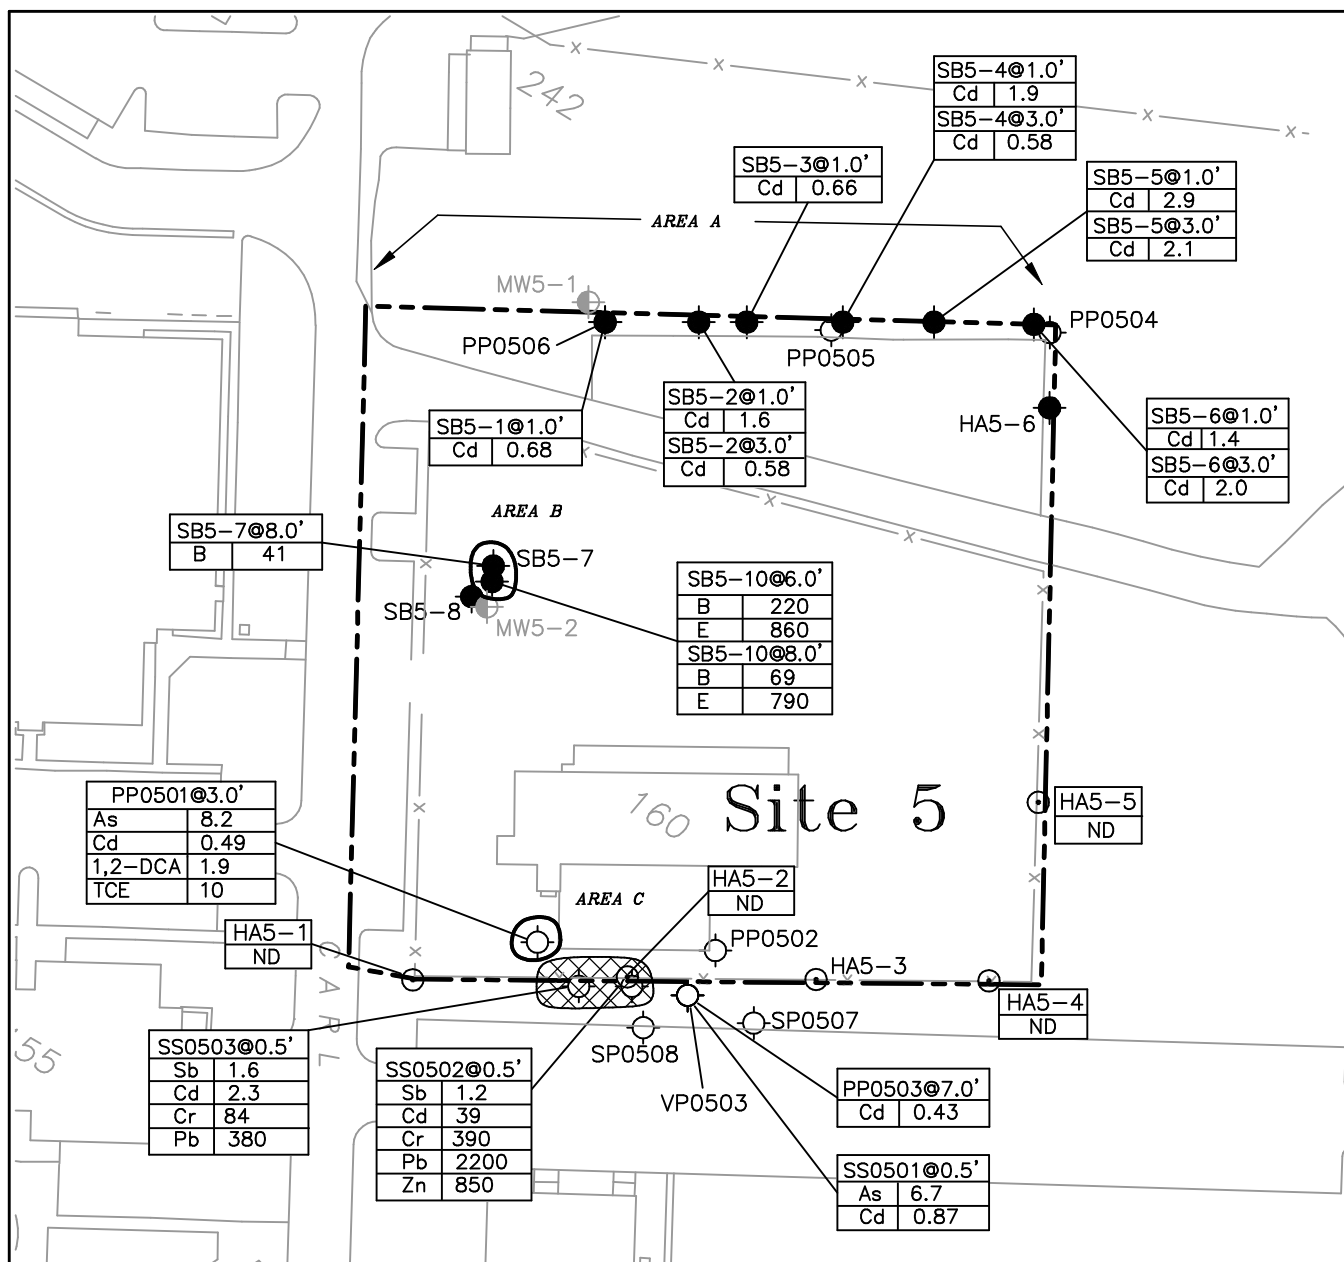 242
SB5-4@1.0'
Cd 1.9
SB5-4@3.0'
Cd 0.58
SB5-3@1.0'
Cd 0.66
SB5-5@1.0'
Cd 2.9
SB5-5@3.0'
Cd 2.1
AREA A
MW5-1
PP0506
PP0505
PP0504
SB5-1@1.0'
Cd 0.68
SB5-2@1.0'
Cd 1.6
SB5-2@3.0'
Cd 0.58
HA5-6
SB5-6@1.0'
Cd 1.4
SB5-6@3.0'
Cd 2.0
AREA B
SB5-7@8.0'
B 41
SB5-7
SB5-8
MW5-2
SB5-10@6.0'
B 220
E 860
SB5-10@8.0'
B 69
E 790
PP0501@3.0'
As 8.2
Cd 0.49
1,2-DCA 1.9
TCE 10
160
Site 5
HA5-5
ND
AREA C
HA5-2
ND
HA5-1
ND
PP0502
HA5-3
HA5-4
ND
CARL
55
SP0507
SP0508
VP0503
SS0503@0.5'
Sb 1.6
Cd 2.3
Cr 84
Pb 380
SS0502@0.5'
Sb 1.2
Cd 39
Cr 390
Pb 2200
Zn 850
PP0503@7.0'
Cd 0.43
SS0501@0.5'
As 6.7
Cd 0.87